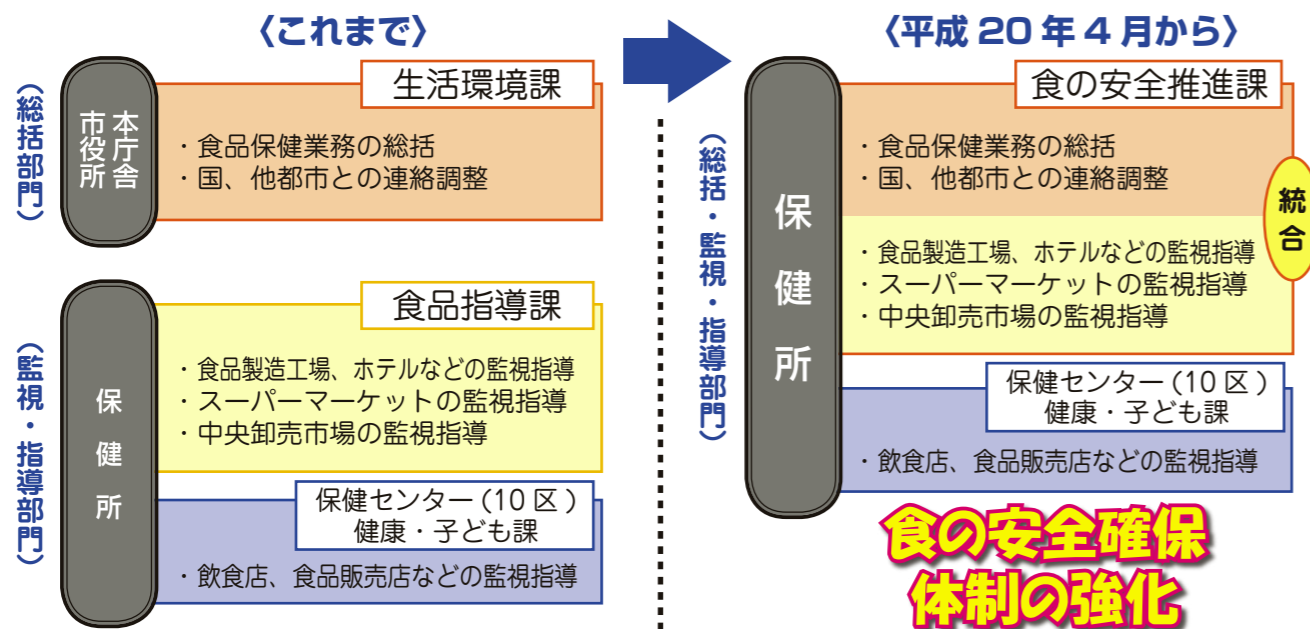 〈これまで〉
(総括部門)
市役所
本庁舎
生活環境課
・食品保健業務の総括
・国、他都市との連絡調整
(監視・指導部門)
保健所
食品指導課
・食品製造工場、ホテルなどの監視指導
・スーパーマーケットの監視指導
・中央卸売市場の監視指導
保健センター(10区)
健康・子ども課
・飲食店、食品販売店などの監視指導
〈平成20年4月から〉
(総括・監視・指導部門)
保健所
食の安全推進課
・食品保健業務の総括
・国、他都市との連絡調整
統合
・食品製造工場、ホテルなどの監視指導
・スーパーマーケットの監視指導
・中央卸売市場の監視指導
保健センター(10区)
健康・子ども課
・飲食店、食品販売店などの監視指導
食の安全確保
体制の強化